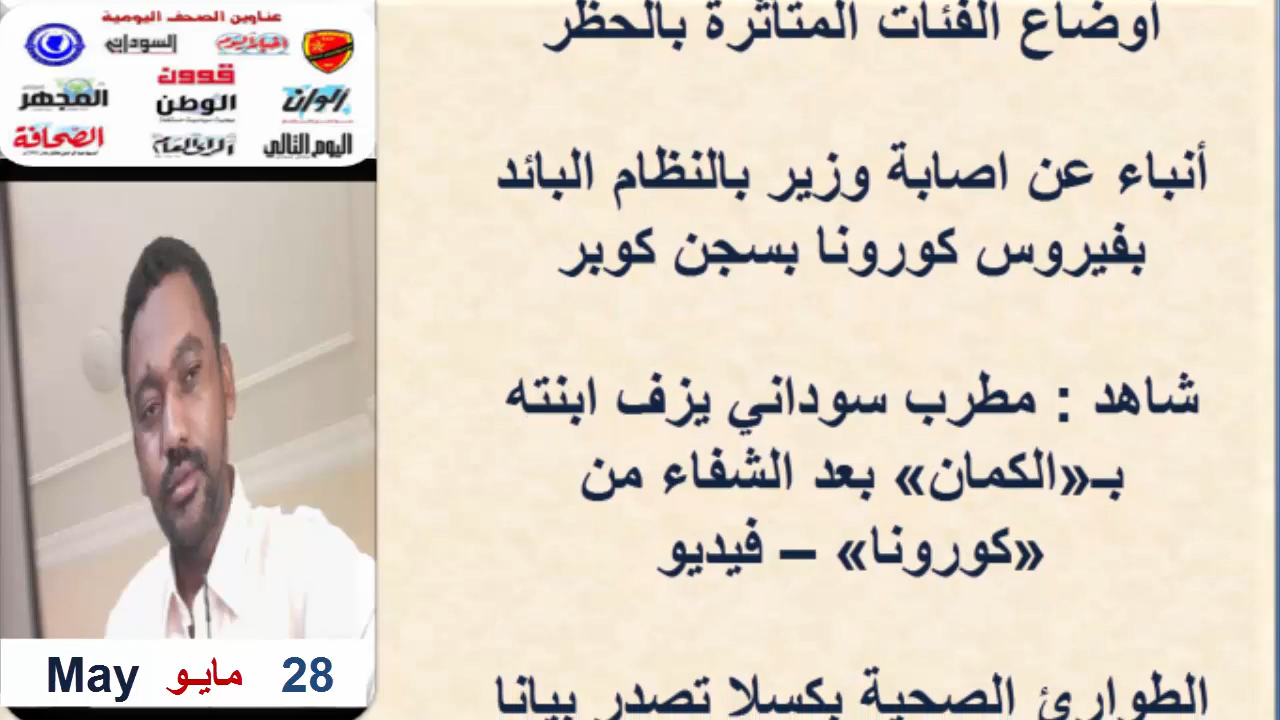 عناوين الصحف اليومية
السوداني
قوون
المجهر
الوطن
ألوان
الصحافة
اليوم التالي
28 مايو May
أوضاع الفئات المتأثرة بالحظر
أنباء عن اصابة وزير بالنظام البائد
بفيروس كورونا بسجن كوبر
شاهد : مطرب سوداني يزف ابنته
بـ«الكمان» بعد الشفاء من
«كورونا» – فيديو
الطوارئ الصحية بكسلا تصدر بيانا